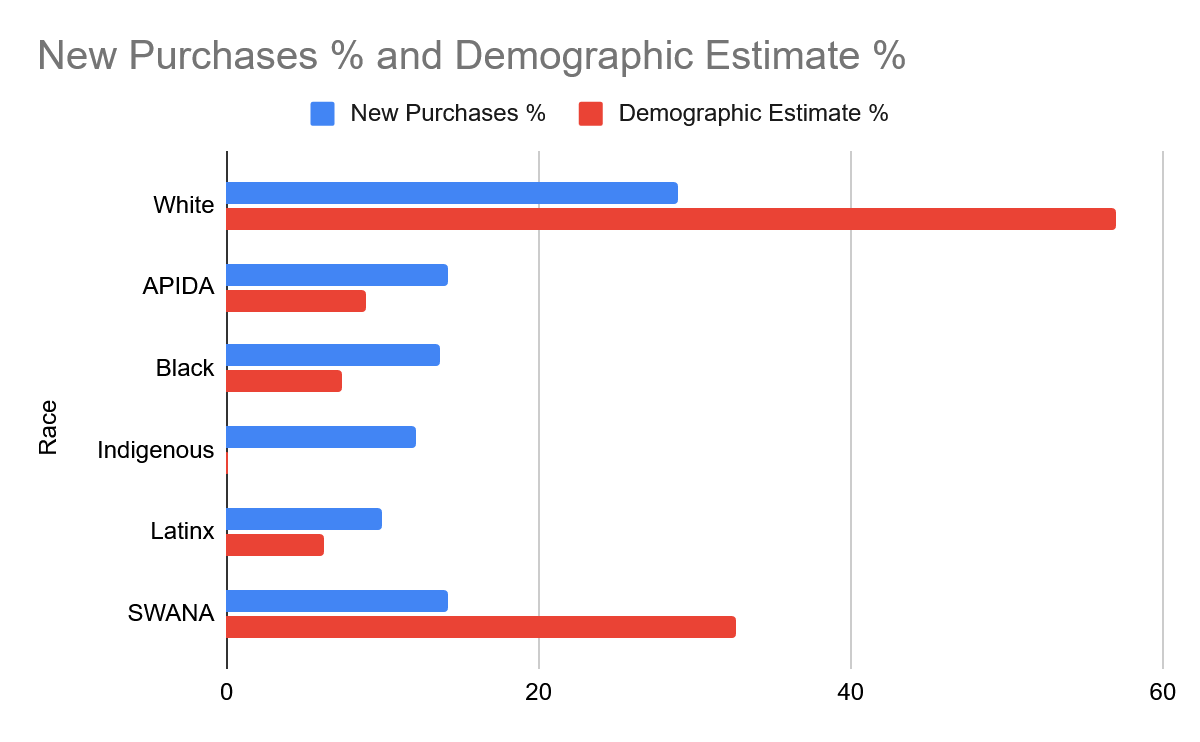 New Purchases % and Demographic Estimate %
New Purchases % Demographic Estimate %
White
APIDA
Black
Race
Indigenous
Latinx
SWANA
0 20 40 60